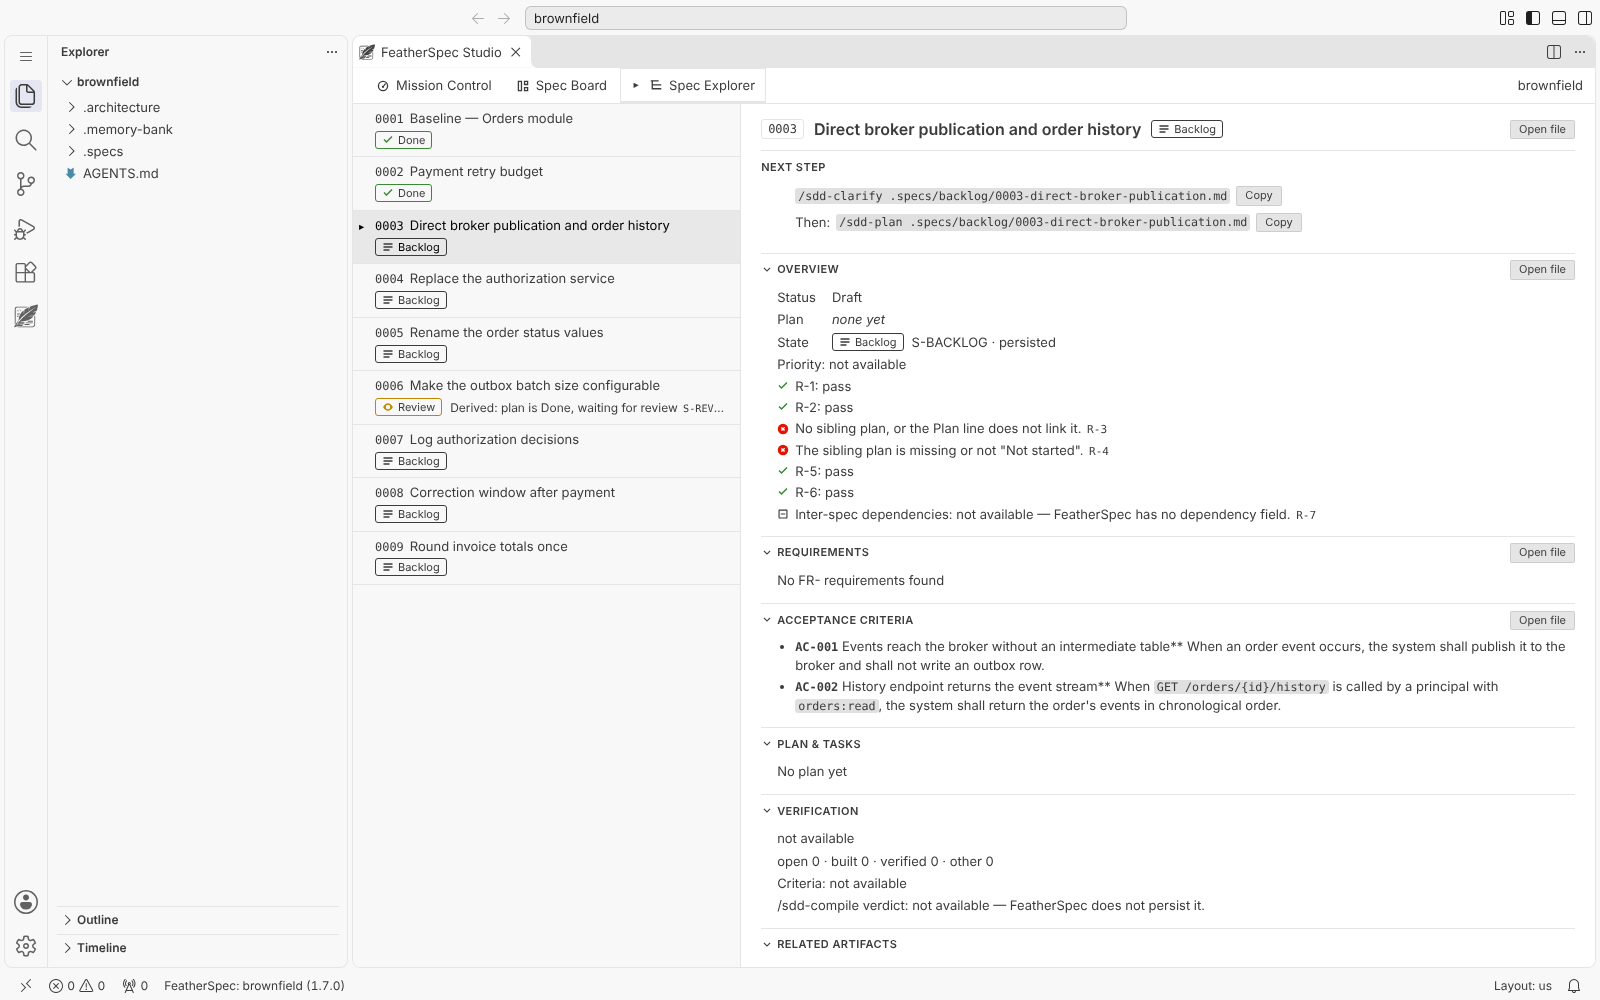 brownfield
Explorer
brownfield
.architecture
.memory-bank
.specs
AGENTS.md
Outline
Timeline
FeatherSpec Studio
Mission Control
Spec Board
Spec Explorer
brownfield
0001 Baseline — Orders module
Done
0002 Payment retry budget
Done
0003 Direct broker publication and order history
Backlog
0004 Replace the authorization service
Backlog
0005 Rename the order status values
Backlog
0006 Make the outbox batch size configurable
Review Derived: plan is Done, waiting for review S-REV...
0007 Log authorization decisions
Backlog
0008 Correction window after payment
Backlog
0009 Round invoice totals once
Backlog
0003 Direct broker publication and order history Backlog Open file
NEXT STEP
/sdd-clarify .specs/backlog/0003-direct-broker-publication.md Copy
Then: /sdd-plan .specs/backlog/0003-direct-broker-publication.md Copy
OVERVIEW Open file
Status Draft
Plan none yet
State Backlog S-BACKLOG · persisted
Priority: not available
R-1: pass
R-2: pass
No sibling plan, or the Plan line does not link it. R-3
The sibling plan is missing or not "Not started". R-4
R-5: pass
R-6: pass
Inter-spec dependencies: not available — FeatherSpec has no dependency field. R-7
REQUIREMENTS Open file
No FR- requirements found
ACCEPTANCE CRITERIA Open file
• AC-001 Events reach the broker without an intermediate table** When an order event occurs, the system shall publish it to the
broker and shall not write an outbox row.
• AC-002 History endpoint returns the event stream** When GET /orders/{id}/history is called by a principal with
orders:read, the system shall return the order's events in chronological order.
PLAN & TASKS
No plan yet
VERIFICATION
not available
open 0 · built 0 · verified 0 · other 0
Criteria: not available
/sdd-compile verdict: not available — FeatherSpec does not persist it.
RELATED ARTIFACTS
0 0 0 FeatherSpec: brownfield (1.7.0) Layout: us